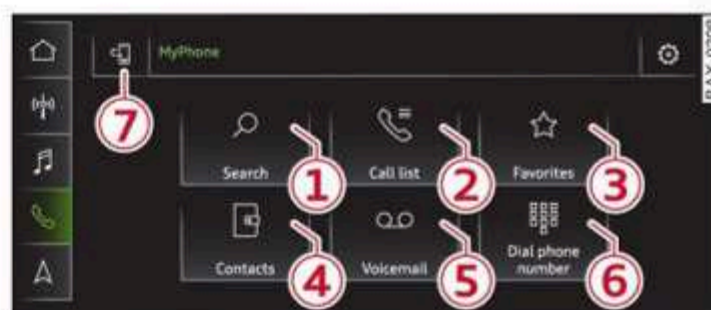 MyPhone
7
Search
1
Call list
2
Favorites
3
Contacts
4
Voicemail
5
Dial phone
number
6